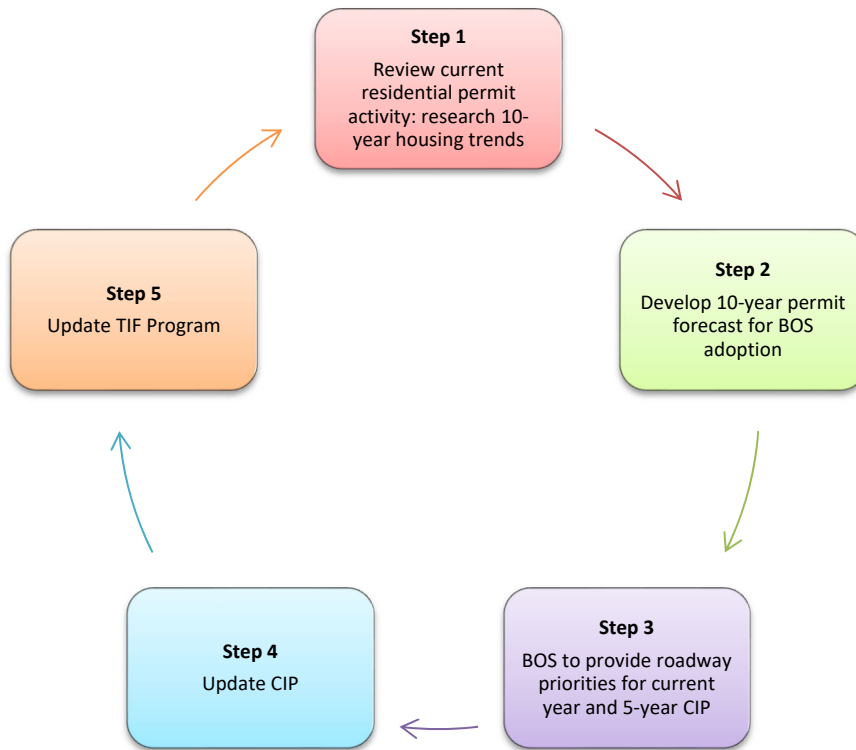 Step 1
Review current
residential permit
activity: research 10-
year housing trends
Step 2
Develop 10-year permit
forecast for BOS
adoption
Step 3
BOS to provide roadway
priorities for current
year and 5-year CIP
Step 4
Update CIP
Step 5
Update TIF Program